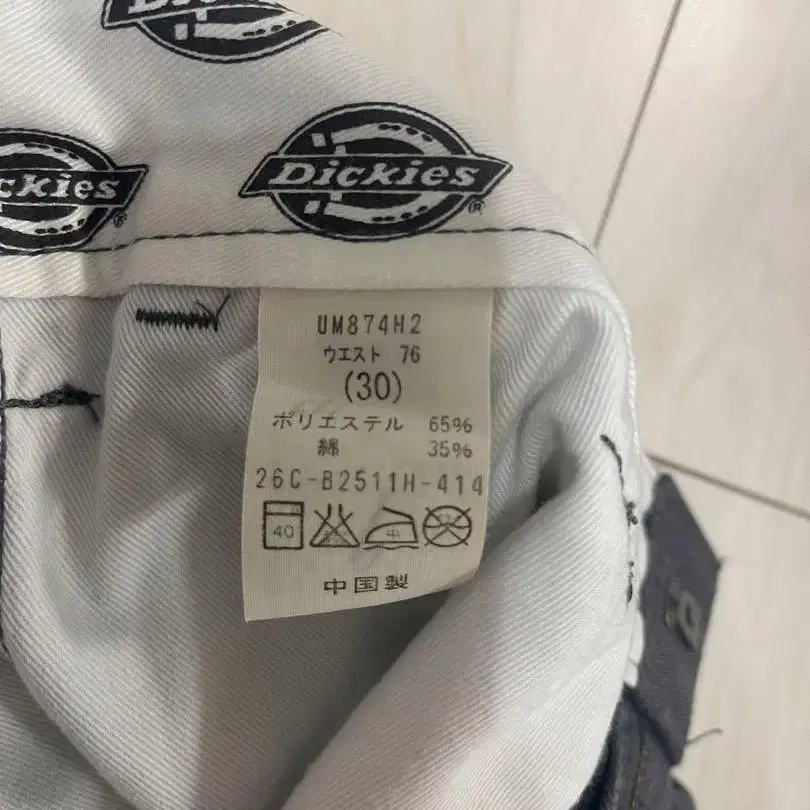 Dickies
ckies
Dickies
®
UM874H2
ウエスト 76
(30)
ポリエステル 65%
綿 35%
26C-B2511H-414
40
中
中国製